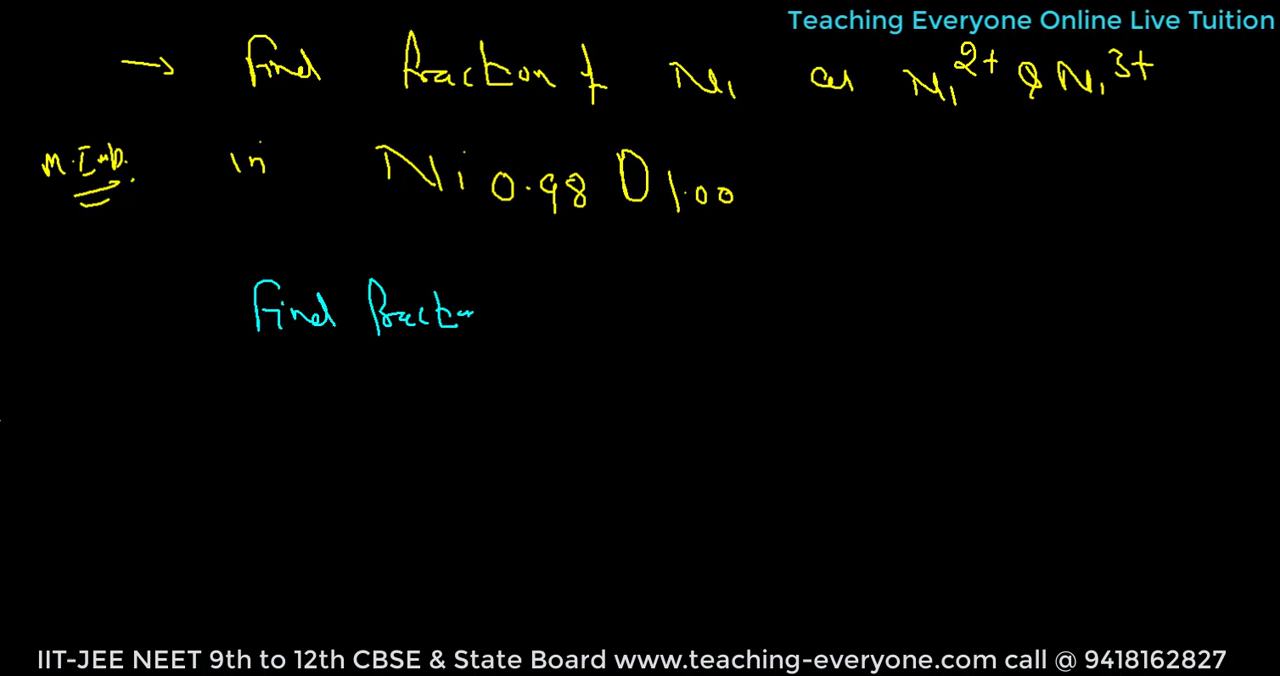 Teaching Everyone Online Live Tuition
→ Find fraction of Ni as Ni²⁺ & Ni³⁺
M. Imp. in Ni0.98 O1.00
Find fraction
IIT-JEE NEET 9th to 12th CBSE & State Board www.teaching-everyone.com call @ 9418162827